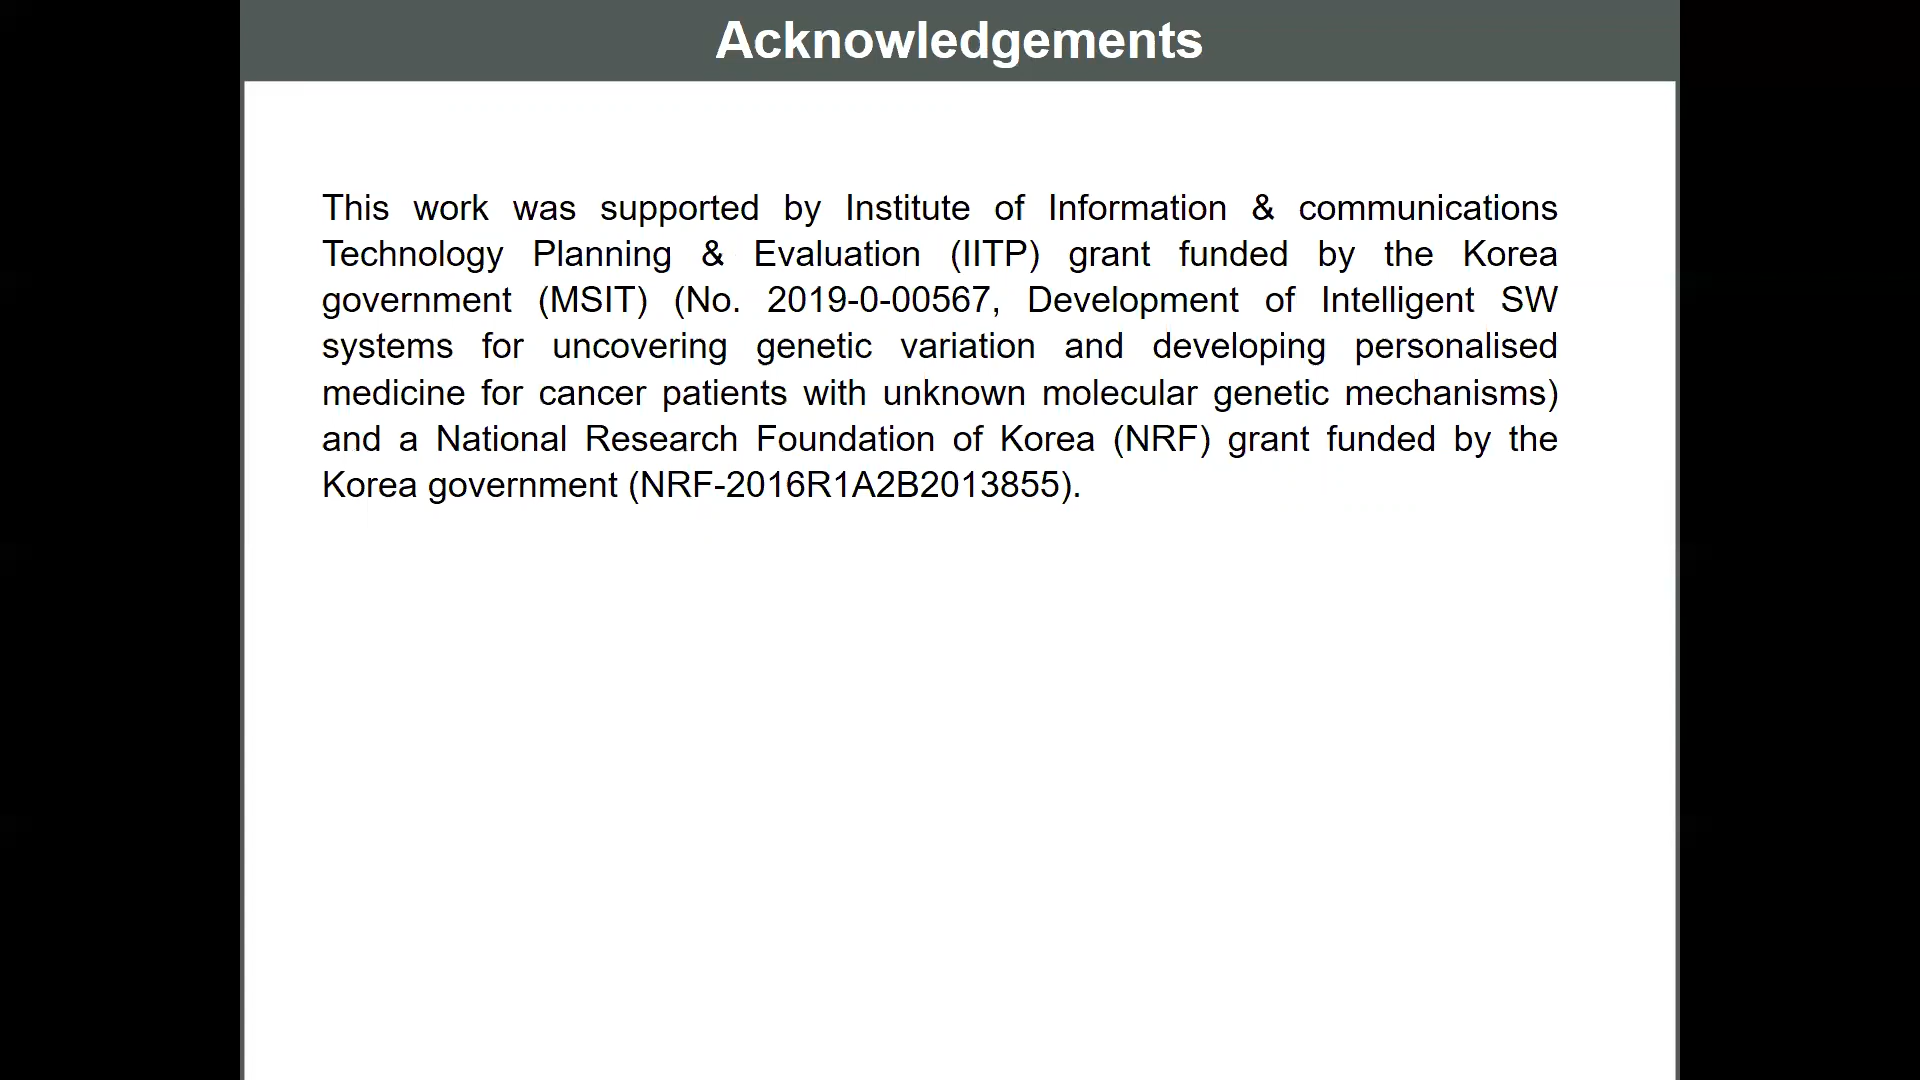 Acknowledgements
This work was supported by Institute of Information & communications
Technology Planning & Evaluation (IITP) grant funded by the Korea
government (MSIT) (No. 2019-0-00567, Development of Intelligent SW
systems for uncovering genetic variation and developing personalised
medicine for cancer patients with unknown molecular genetic mechanisms)
and a National Research Foundation of Korea (NRF) grant funded by the
Korea government (NRF-2016R1A2B2013855).